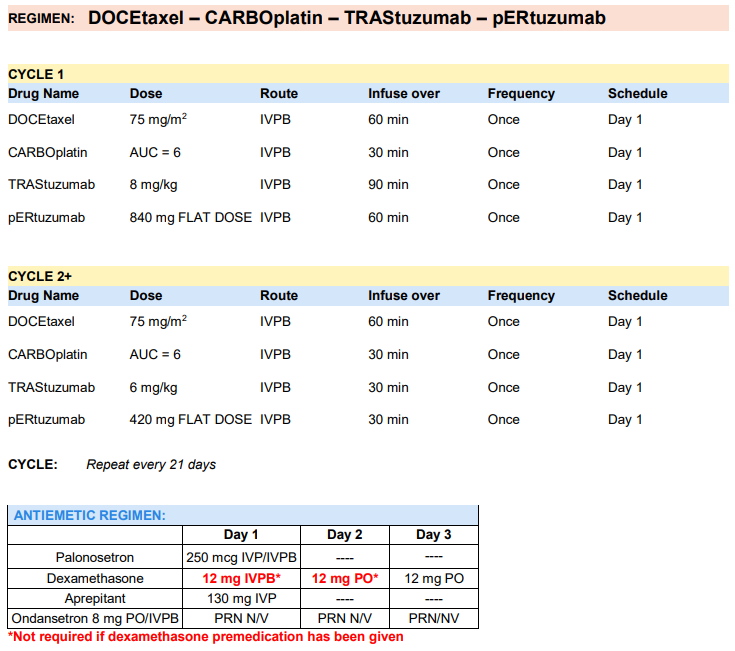 REGIMEN: DOCEtaxel – CARBOplatin – TRAStuzumab – pERtuzumab
CYCLE 1
Drug Name Dose Route Infuse over Frequency Schedule
DOCEtaxel 75 mg/m² IVPB 60 min Once Day 1
CARBOplatin AUC = 6 IVPB 30 min Once Day 1
TRAStuzumab 8 mg/kg IVPB 90 min Once Day 1
pERtuzumab 840 mg FLAT DOSE IVPB 60 min Once Day 1
CYCLE 2+
Drug Name Dose Route Infuse over Frequency Schedule
DOCEtaxel 75 mg/m² IVPB 60 min Once Day 1
CARBOplatin AUC = 6 IVPB 30 min Once Day 1
TRAStuzumab 6 mg/kg IVPB 30 min Once Day 1
pERtuzumab 420 mg FLAT DOSE IVPB 30 min Once Day 1
CYCLE: Repeat every 21 days
ANTIEMETIC REGIMEN:
Day 1 Day 2 Day 3
Palonosetron 250 mcg IVP/IVPB ---- ----
Dexamethasone 12 mg IVPB* 12 mg PO* 12 mg PO
Aprepitant 130 mg IVP ---- ----
Ondansetron 8 mg PO/IVPB PRN N/V PRN N/V PRN/NV
*Not required if dexamethasone premedication has been given